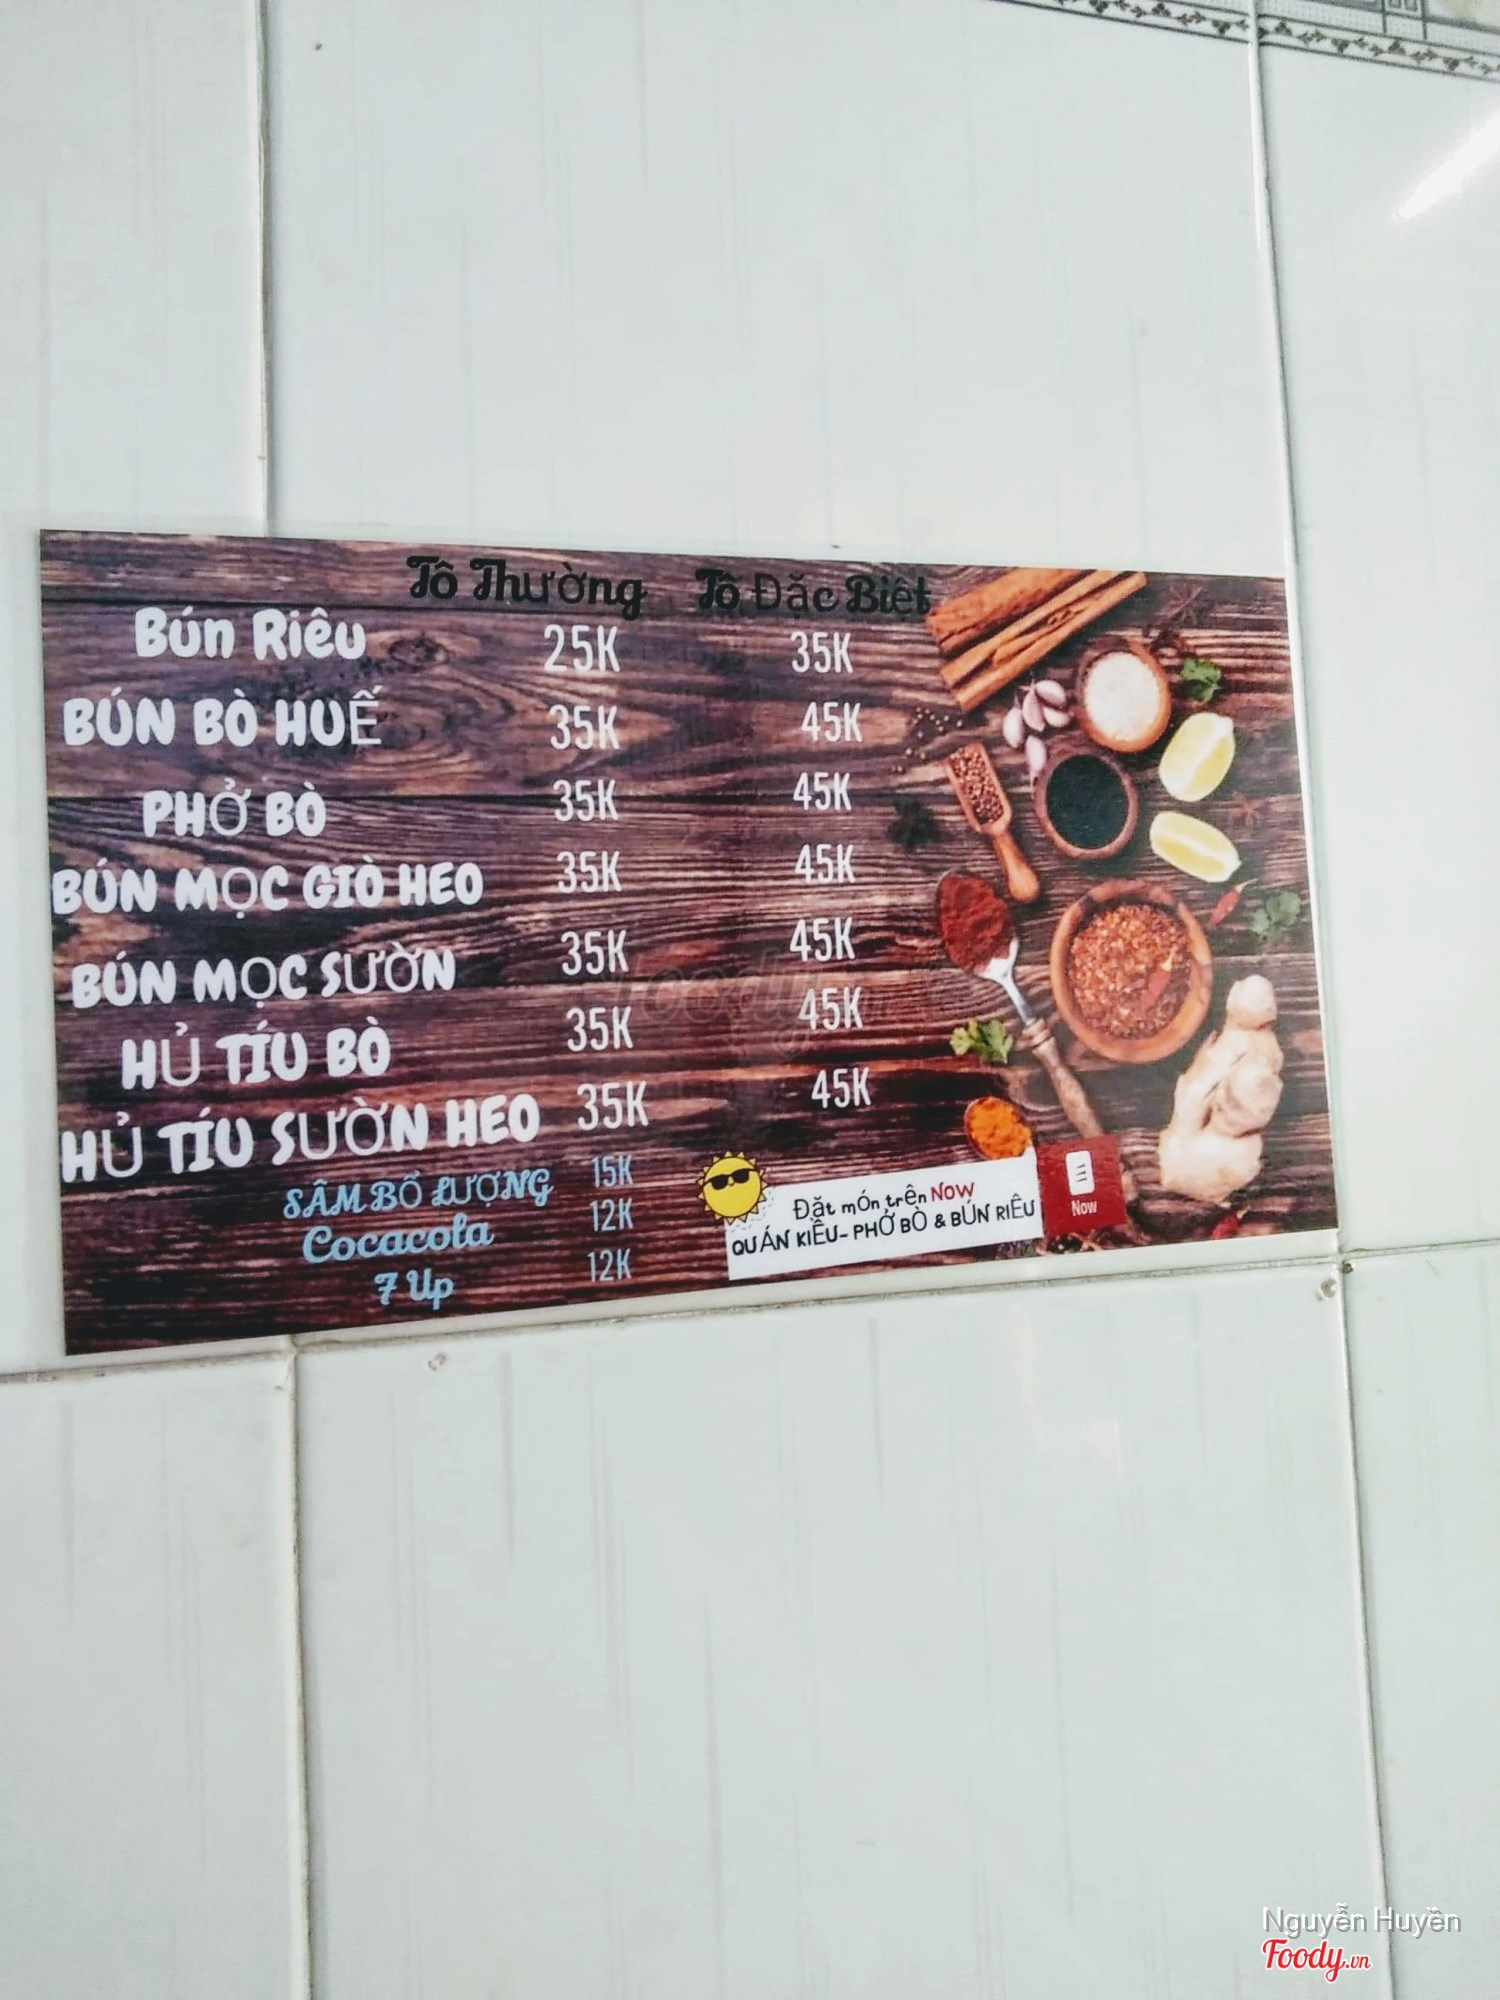 Tô Thường Tô Đặc Biệt
Bún Riêu 25K 35K
BÚN BÒ HUẾ 35K 45K
PHỞ BÒ 35K 45K
BÚN MỌC GIÒ HEO 35K 45K
BÚN MỌC SƯỜN 35K 45K
HỦ TÍU BÒ 35K 45K
HỦ TÍU SƯỜN HEO 35K 45K
SÂM BỔ LƯỢNG 15K
Cocacola 12K
7 Up 12K
Đặt món trên Now
QUÁN KIỀU- PHỞ BÒ & BÚN RIÊU
Now
Foody
Nguyễn Huyền
Foody.vn